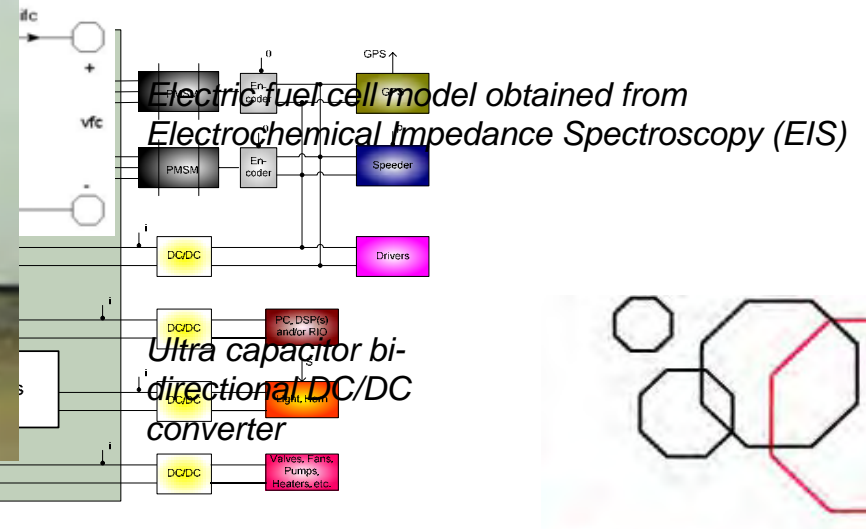 ifc
+
vfc
-
GPS
θ
PMSM
En-
coder
GPS
Electric fuel cell model obtained from
Electrochemical Impedance Spectroscopy (EIS)
PMSM
En-
coder
Speeder
i
DC/DC
Drivers
i
DC/DC
PC, DSP(s)
and/or RIO
Ultra capacitor bi-
directional DC/DC
converter
S
i
DC/DC
Light, Horn
s
i
DC/DC
Valves, Fans,
Pumps,
Heaters, etc.